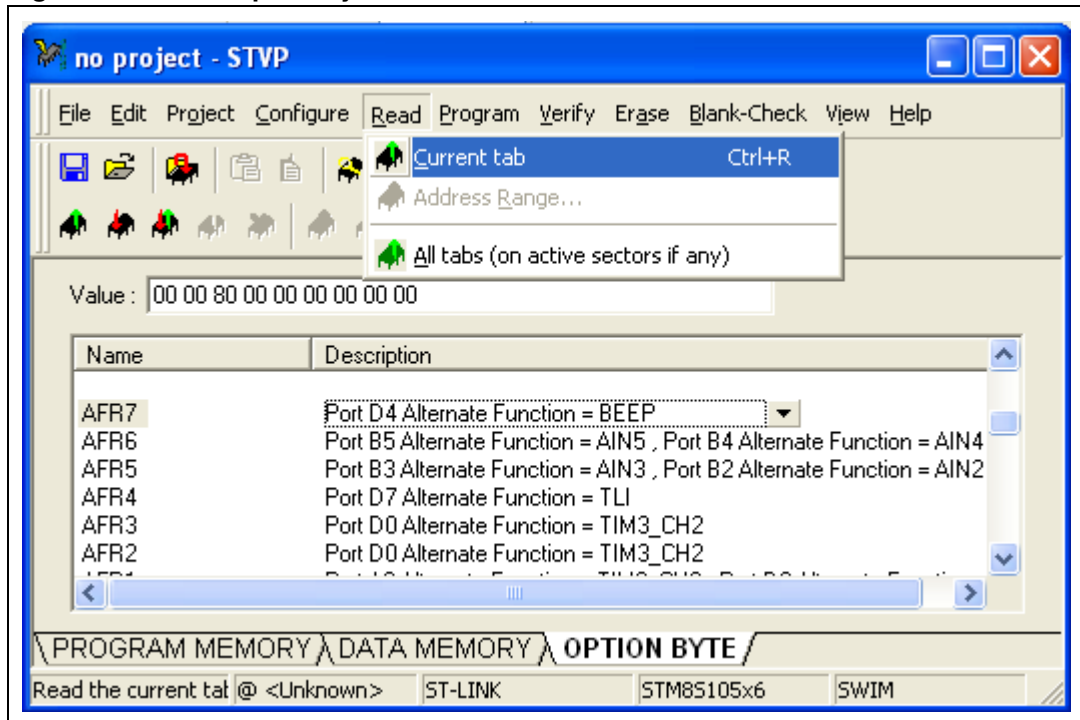 no project - STVP
File Edit Project Configure Read Program Verify Erase Blank-Check View Help
Current tab Ctrl+R
Address Range...
All tabs (on active sectors if any)
Value : 00 00 80 00 00 00 00 00 00
Name Description
AFR7 Port D4 Alternate Function = BEEP
AFR6 Port B5 Alternate Function = AIN5 , Port B4 Alternate Function = AIN4
AFR5 Port B3 Alternate Function = AIN3 , Port B2 Alternate Function = AIN2
AFR4 Port D7 Alternate Function = TLI
AFR3 Port D0 Alternate Function = TIM3_CH2
AFR2 Port D0 Alternate Function = TIM3_CH2
PROGRAM MEMORY DATA MEMORY OPTION BYTE
Read the current tab @ <Unknown> ST-LINK STM8S105x6 SWIM